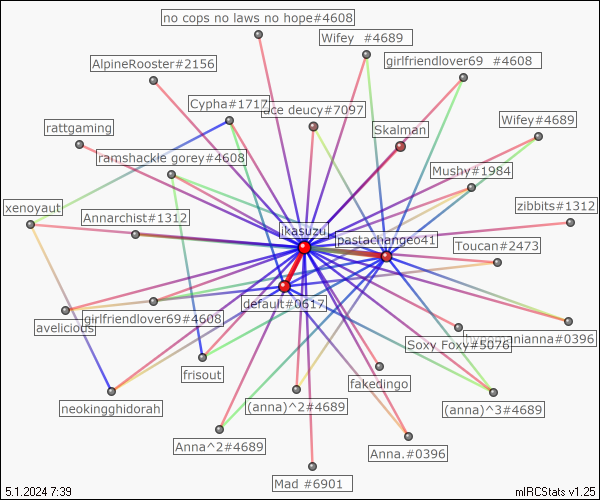 no cops no laws no hope#4608
Wifey #4689
girlfriendlover69 #4608
AlpineRooster#2156
Cypha#1717
ace deucy#7097
Wifey#4689
rattgaming
Skalman
ramshackle gorey#4608
Mushy#1984
xenoyaut
Annarchist#1312
zibbits#1312
ikasuzu
pastachangeo41
Toucan#2473
default#0617
avelicious
girlfriendlover69#4608
Soxy Foxy#5076
anna#0396
frisout
fakedingo
neokingghidorah
(anna)^2#4689
(anna)^3#4689
Anna^2#4689
Anna.#0396
Mad #6901
5.1.2024 7:39
mIRCStats v1.25